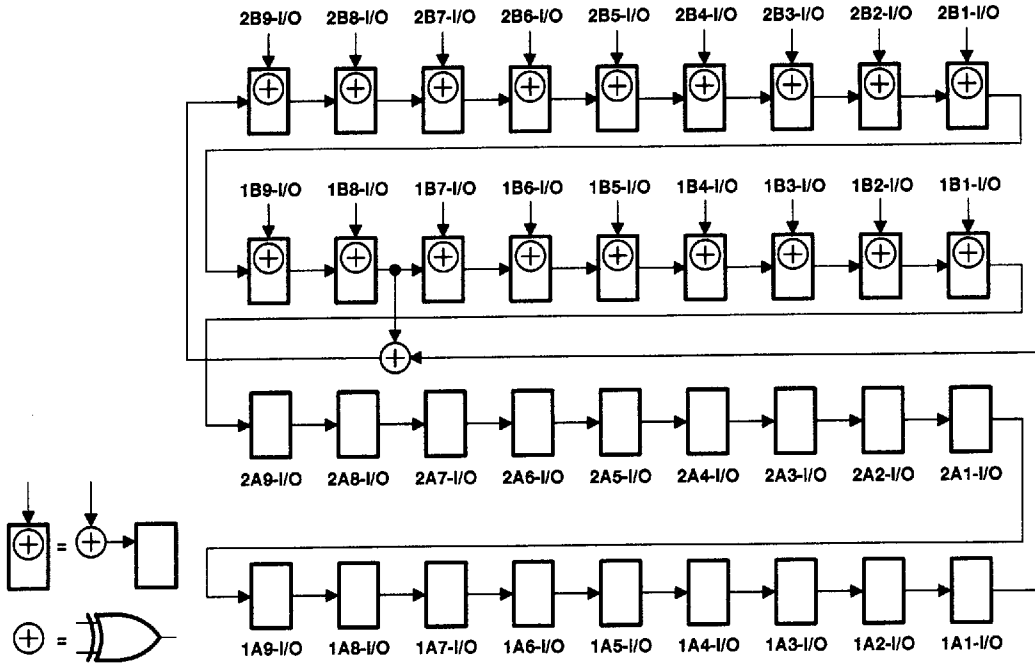 2B9-I/O 2B8-I/O 2B7-I/O 2B6-I/O 2B5-I/O 2B4-I/O 2B3-I/O 2B2-I/O 2B1-I/O
1B9-I/O 1B8-I/O 1B7-I/O 1B6-I/O 1B5-I/O 1B4-I/O 1B3-I/O 1B2-I/O 1B1-I/O
2A9-I/O 2A8-I/O 2A7-I/O 2A6-I/O 2A5-I/O 2A4-I/O 2A3-I/O 2A2-I/O 2A1-I/O
=
=
1A9-I/O 1A8-I/O 1A7-I/O 1A6-I/O 1A5-I/O 1A4-I/O 1A3-I/O 1A2-I/O 1A1-I/O